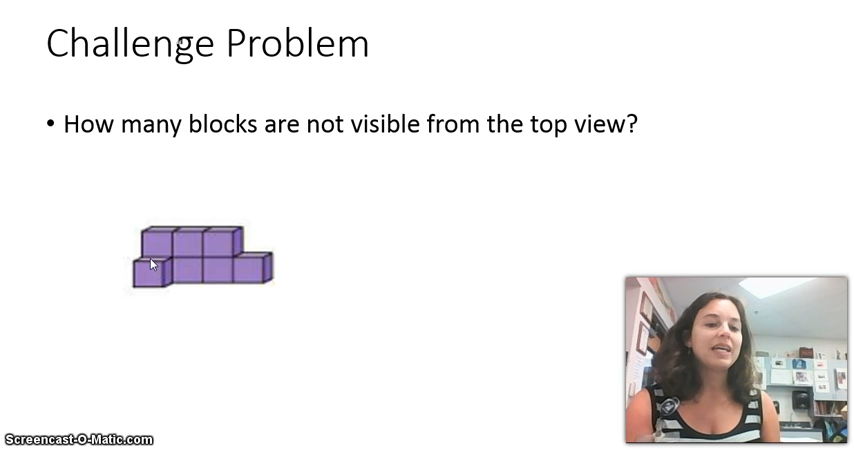 Challenge Problem
• How many blocks are not visible from the top view?
Screencast-O-Matic.com